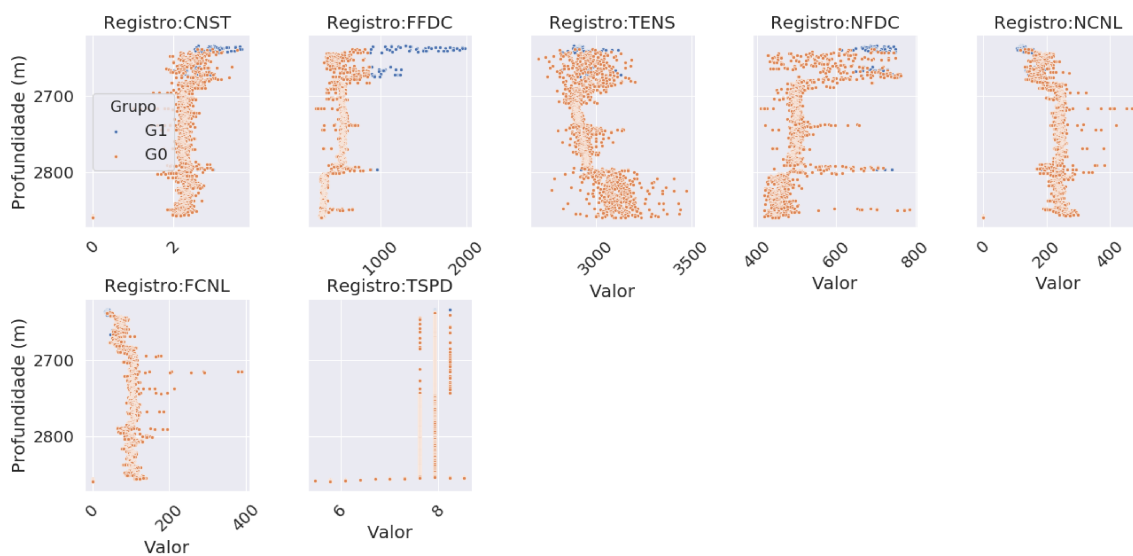 Registro:CNST
Registro:FFDC
Registro:TENS
Registro:NFDC
Registro:NCNL
Profundidade (m)
2700
2800
Grupo
G1
G0
0
2
1000
2000
3000
3500
400
600
800
0
200
400
Valor
Valor
Valor
Registro:FCNL
Registro:TSPD
Profundidade (m)
2700
2800
0
200
400
6
8
Valor
Valor